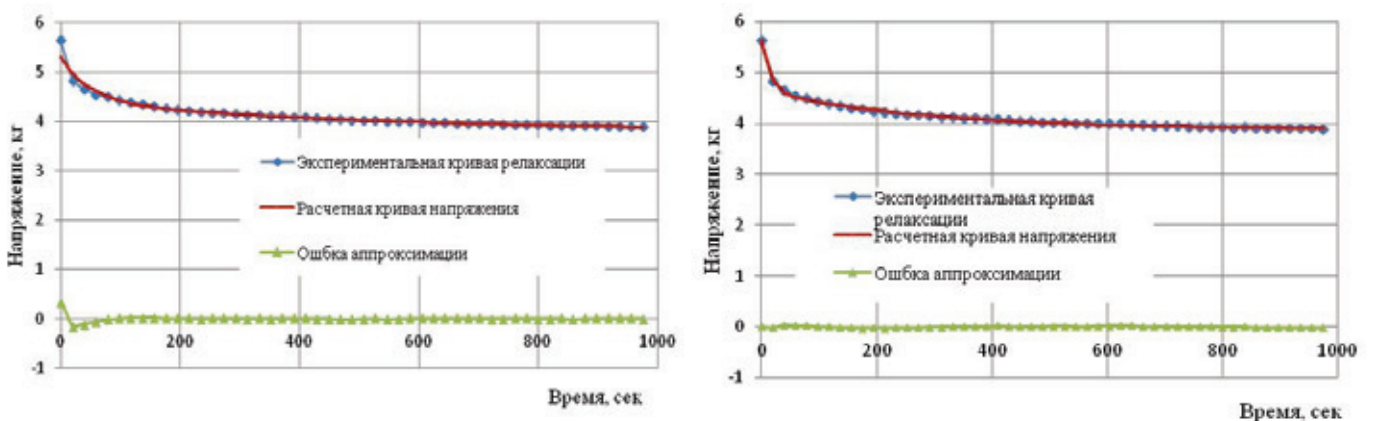 6
5
4
3
2
1
0
-1
Напряжение, кг
Экспериментальная кривая релаксации
Расчетная кривая напряжения
Ошбка аппроксимации
0
200
400
600
800
1000
Время, сек
6
5
4
3
2
1
0
-1
Напряжение, кг
Экспериментальная кривая
релаксации
Расчетная кривая напряжения
Ошбка аппроксимации
0
200
400
600
800
1000
Время, сек